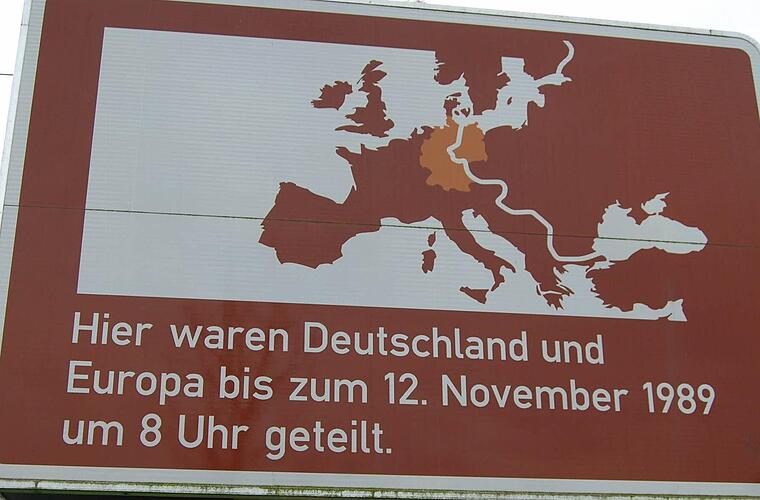 Hier waren Deutschland und
Europa bis zum 12. November 1989
um 8 Uhr geteilt.